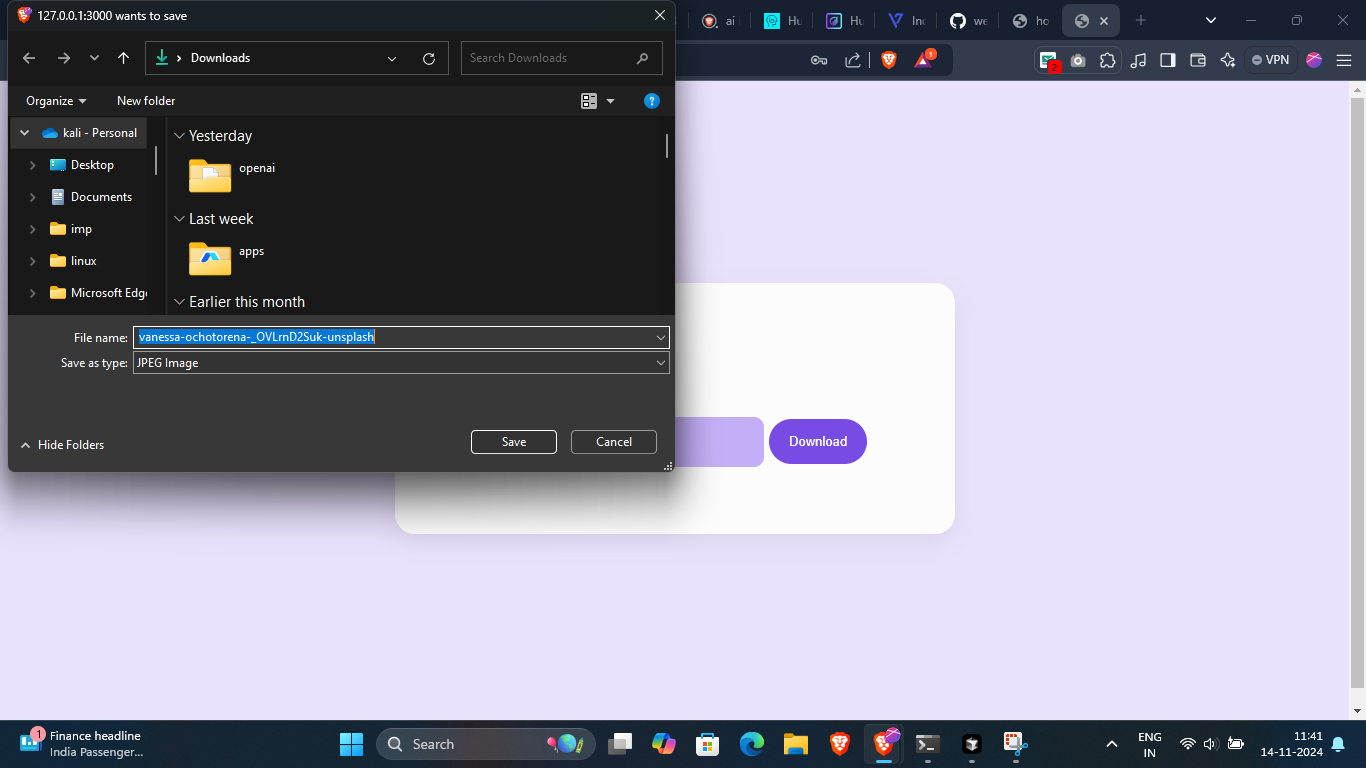 127.0.0.1:3000 wants to save
ai
Hu
Hu
Inc
we
ho
Downloads
Search Downloads
1
2
VPN
Organize
New folder
?
kali - Personal
Desktop
Documents
imp
linux
Microsoft Edge
Yesterday
openai
Last week
apps
Earlier this month
File name:
vanessa-ochotorena-_OVLrnD2Suk-unsplash
Save as type:
JPEG Image
Hide Folders
Save
Cancel
Download
1
Finance headline
India Passenger...
Search
ENG
IN
11:41
14-11-2024